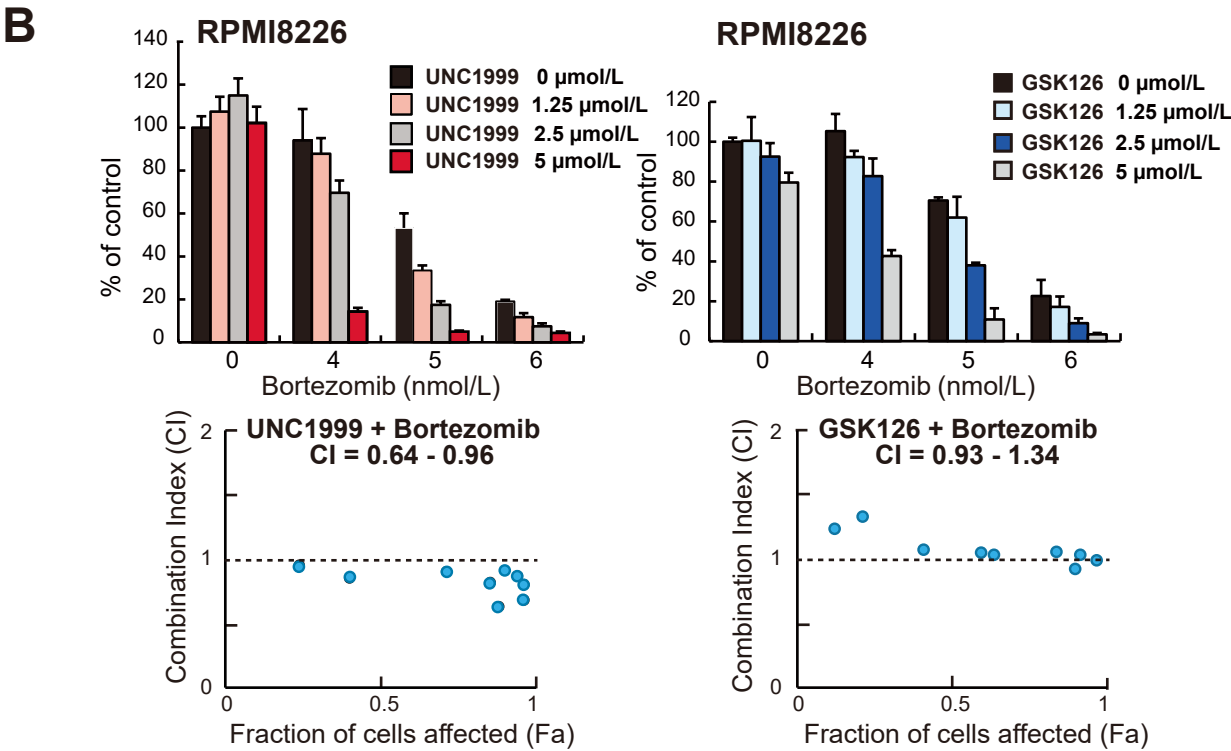 B
RPMI8226
140
120
100
80
60
40
20
0
% of control
UNC1999 0 µmol/L
UNC1999 1.25 µmol/L
UNC1999 2.5 µmol/L
UNC1999 5 µmol/L
0 4 5 6
Bortezomib (nmol/L)
RPMI8226
120
100
80
60
40
20
0
% of control
GSK126 0 µmol/L
GSK126 1.25 µmol/L
GSK126 2.5 µmol/L
GSK126 5 µmol/L
0 4 5 6
Bortezomib (nmol/L)
UNC1999 + Bortezomib
CI = 0.64 - 0.96
Combination Index (CI)
2
1
0
0 0.5 1
Fraction of cells affected (Fa)
GSK126 + Bortezomib
CI = 0.93 - 1.34
Combination Index (CI)
2
1
0
0 0.5 1
Fraction of cells affected (Fa)